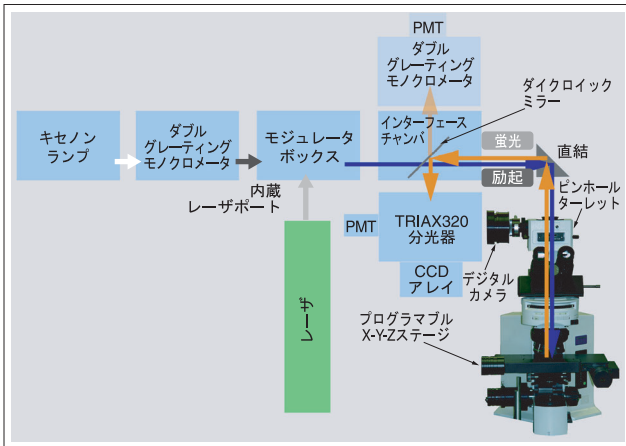 PMT
ダブル
グレーティング
モノクロメータ
ダイクロイック
ミラー
キセノン
ランプ
ダブル
グレーティング
モノクロメータ
モジュレータ
ボックス
インターフェース
チャンバ
蛍光
励起
直結
ピンホール
ターレット
内蔵
レーザポート
PMT
TRIAX320
分光器
CCD
アレイ
デジタル
カメラ
レーザ
プログラマブル
X-Y-Zステージ